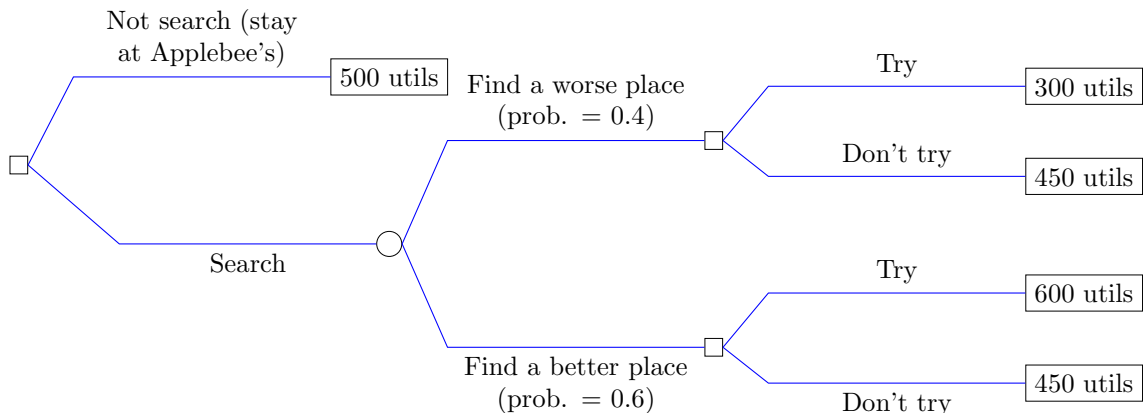 Not search (stay
at Applebee's)
500 utils
Search
Find a worse place
(prob. = 0.4)
Try
300 utils
Don't try
450 utils
Find a better place
(prob. = 0.6)
Try
600 utils
Don't try
450 utils